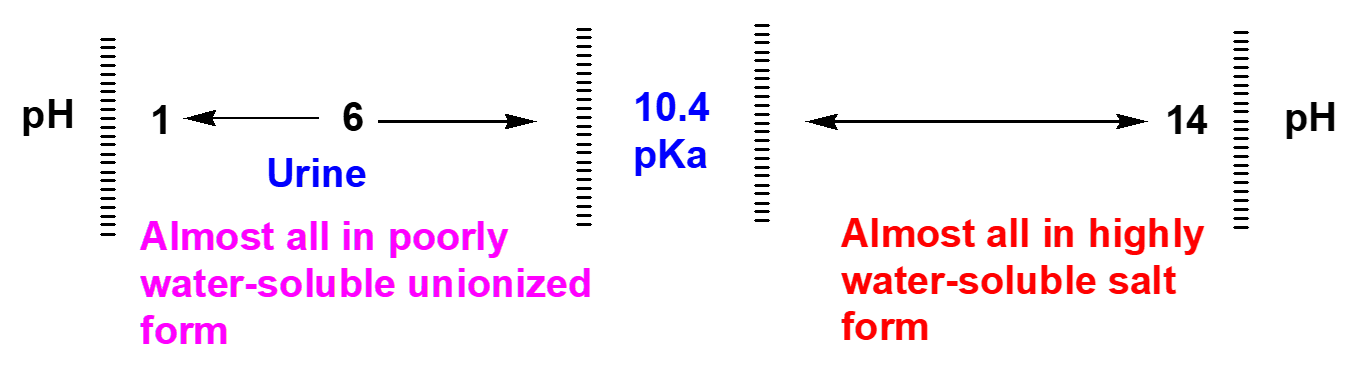 pH 1 6 10.4 14 pH
pKa
Urine
Almost all in poorly
water-soluble unionized
form
Almost all in highly
water-soluble salt
form